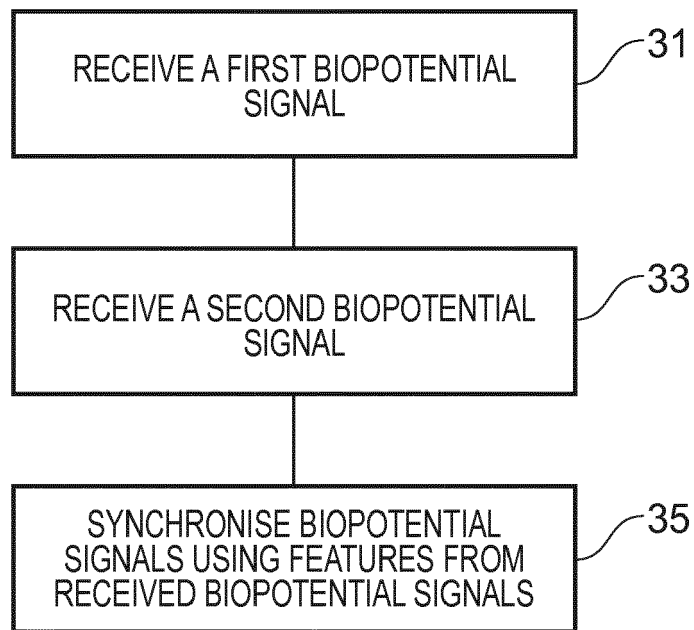 RECEIVE A FIRST BIOPOTENTIAL
SIGNAL
31
RECEIVE A SECOND BIOPOTENTIAL
SIGNAL
33
SYNCHRONISE BIOPOTENTIAL
SIGNALS USING FEATURES FROM
RECEIVED BIOPOTENTIAL SIGNALS
35